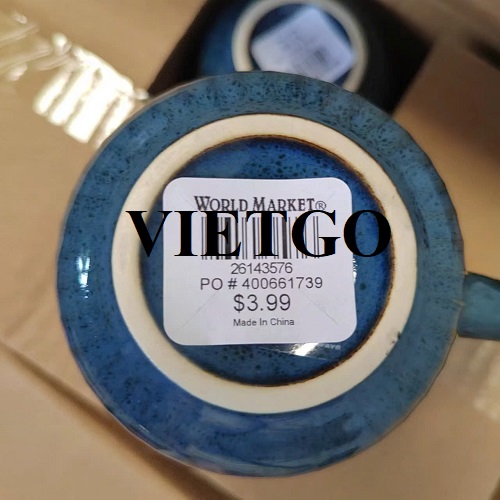 WORLD MARKET®
VIETGO
26143576
PO # 400661739
$3.99
Made In China